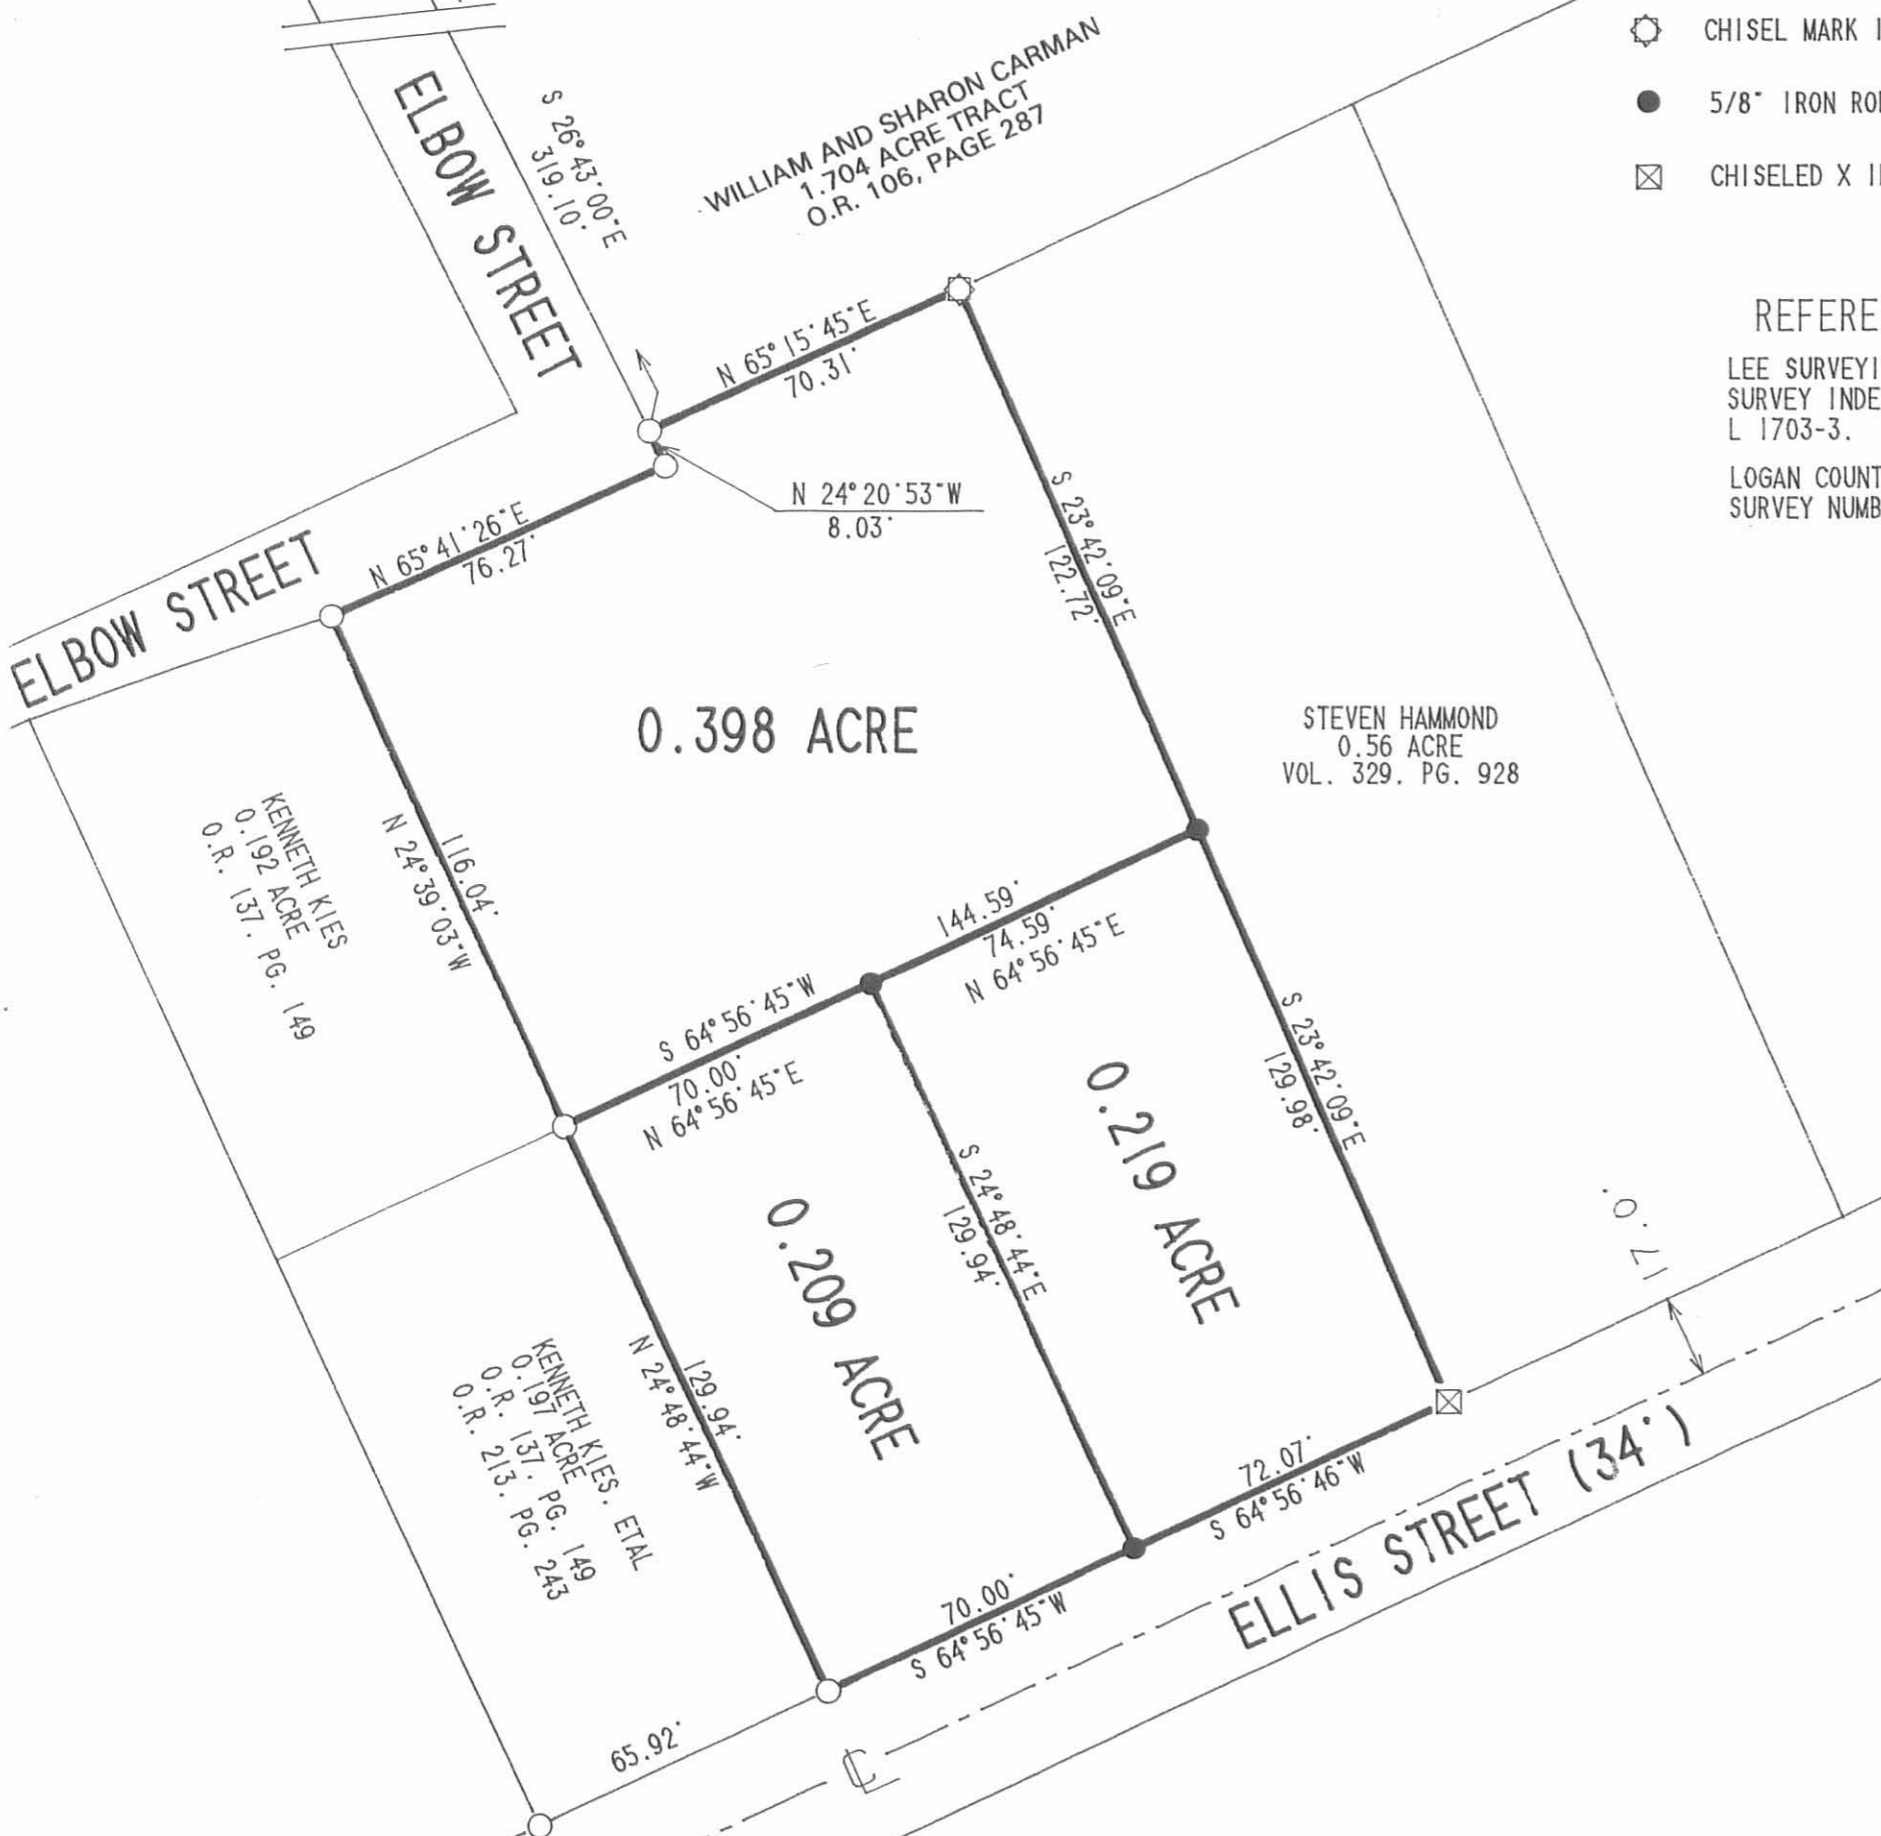 CHISEL MARK I
5/8" IRON ROD
CHISELED X IN
REFERE
LEE SURVEYI
SURVEY INDE
L 1703-3.
LOGAN COUNT
SURVEY NUMB
ELBOW STREET
S 26°43'00"E
319.10'
WILLIAM AND SHARON CARMAN
1.704 ACRE TRACT
O.R. 106, PAGE 287
N 65°15'45"E
70.31'
N 24°20'53"W
8.03'
N 65°41'26"E
76.27'
ELBOW STREET
S 23°42'09"E
122.72'
0.398 ACRE
STEVEN HAMMOND
0.56 ACRE
VOL. 329. PG. 928
KENNETH KIES
0.192 ACRE
O.R. 137. PG. 149
116.04'
N 24°39'03"W
144.59'
74.59'
N 64°56'45"E
S 64°56'45"W
70.00'
N 64°56'45"E
S 23°42'09"E
129.98'
0.219 ACRE
S 24°48'44"E
129.94'
0.209 ACRE
129.94'
N 24°48'44"W
KENNETH KIES. ETAL
0.197 ACRE
O.R. 137. PG. 149
O.R. 213. PG. 243
17.0'
72.07'
S 64°56'46"W
70.00'
S 64°56'45"W
ELLIS STREET (34')
65.92'
℄